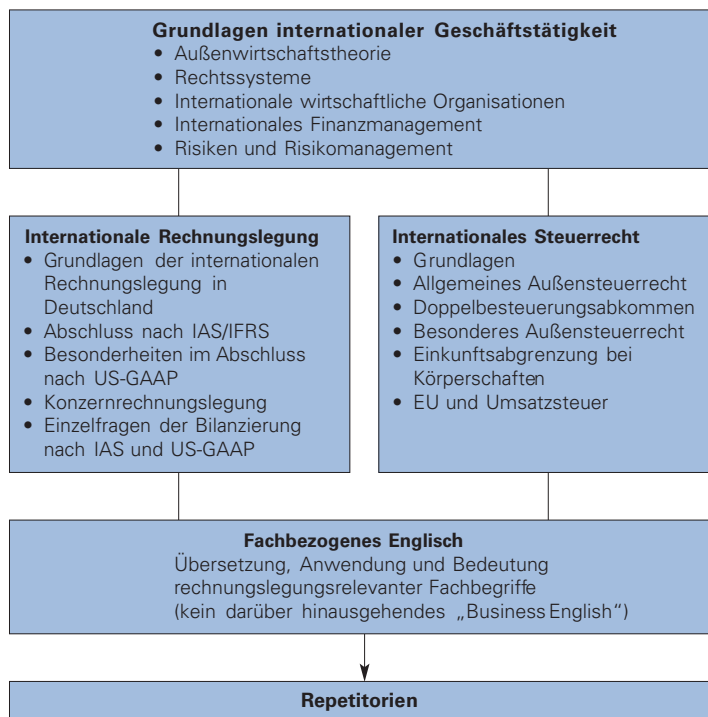 Grundlagen internationaler Geschäftstätigkeit
• Außenwirtschaftstheorie
• Rechtssysteme
• Internationale wirtschaftliche Organisationen
• Internationales Finanzmanagement
• Risiken und Risikomanagement
Internationale Rechnungslegung
• Grundlagen der internationalen
Rechnungslegung in
Deutschland
• Abschluss nach IAS/IFRS
• Besonderheiten im Abschluss
nach US-GAAP
• Konzernrechnungslegung
• Einzelfragen der Bilanzierung
nach IAS und US-GAAP
Internationales Steuerrecht
• Grundlagen
• Allgemeines Außensteuerrecht
• Doppelbesteuerungsabkommen
• Besonderes Außensteuerrecht
• Einkunftsabgrenzung bei
Körperschaften
• EU und Umsatzsteuer
Fachbezogenes Englisch
Übersetzung, Anwendung und Bedeutung
rechnungslegungsrelevanter Fachbegriffe
(kein darüber hinausgehendes „Business English“)
Repetitorien